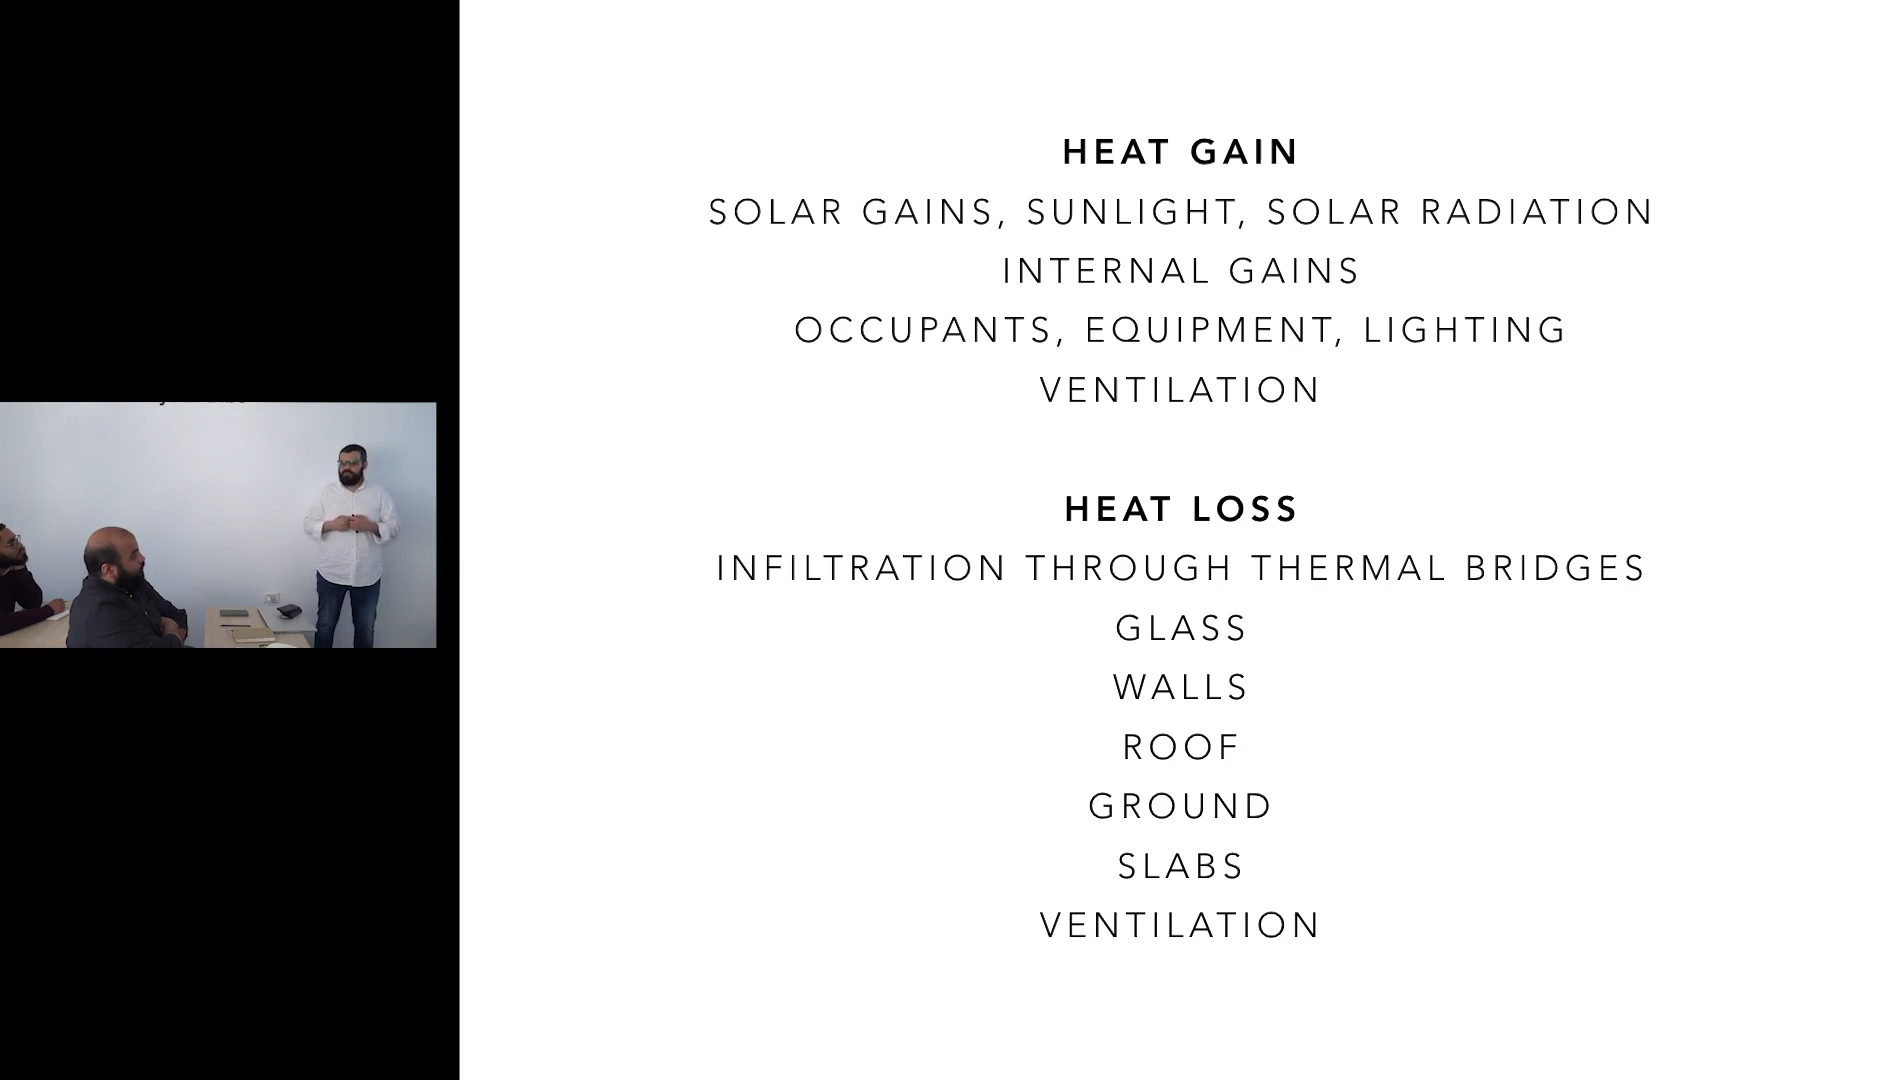 HEAT GAIN
SOLAR GAINS, SUNLIGHT, SOLAR RADIATION
INTERNAL GAINS
OCCUPANTS, EQUIPMENT, LIGHTING
VENTILATION
HEAT LOSS
INFILTRATION THROUGH THERMAL BRIDGES
GLASS
WALLS
ROOF
GROUND
SLABS
VENTILATION